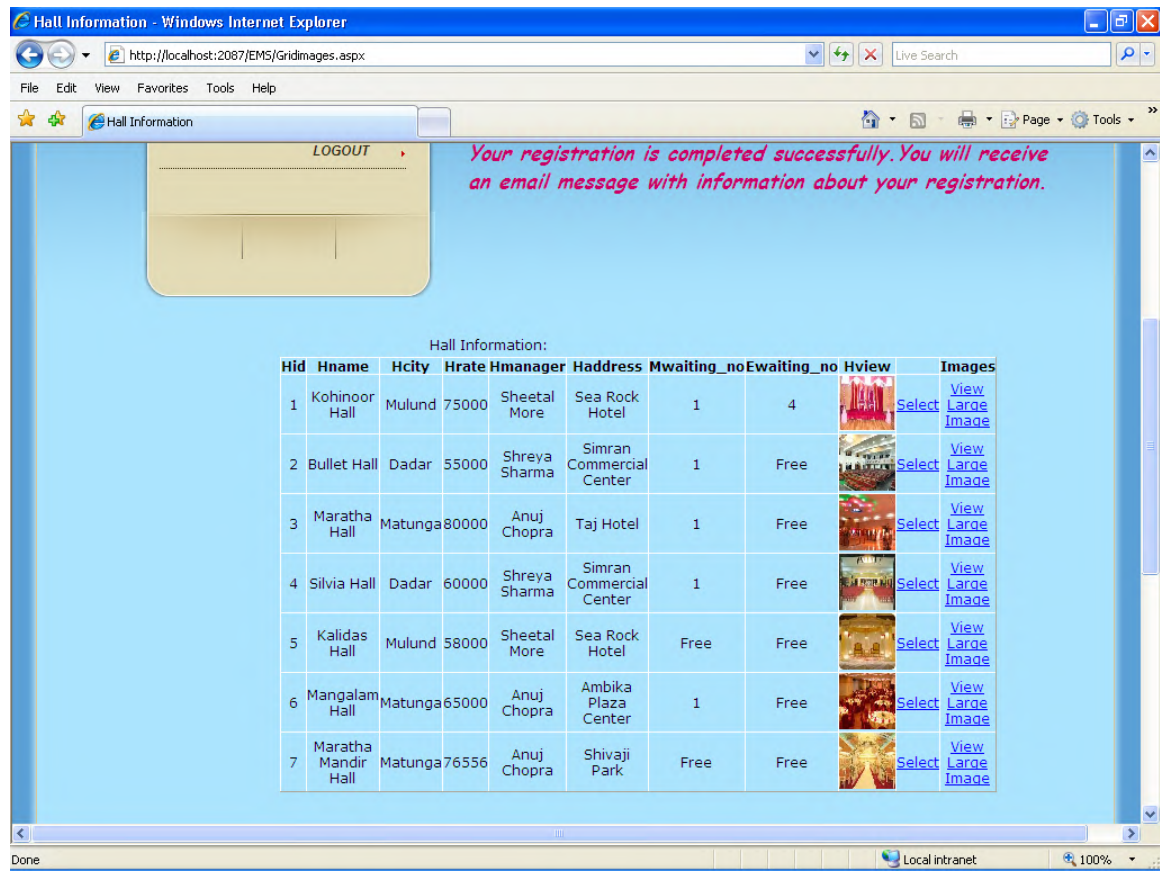 Hall Information - Windows Internet Explorer
http://localhost:2087/EMS/Gridimages.aspx
Live Search
File Edit View Favorites Tools Help
Hall Information
Page Tools
LOGOUT
Your registration is completed successfully. You will receive
an email message with information about your registration.
Hall Information:
Hid Hname Hcity Hrate Hmanager Haddress Mwaiting_no Ewaiting_no Hview Images
1 Kohinoor Hall Mulund 75000 Sheetal More Sea Rock Hotel 1 4 Select View Large Image
2 Bullet Hall Dadar 55000 Shreya Sharma Simran Commercial Center 1 Free Select View Large Image
3 Maratha Hall Matunga 80000 Anuj Chopra Taj Hotel 1 Free Select View Large Image
4 Silvia Hall Dadar 60000 Shreya Sharma Simran Commercial Center 1 Free Select View Large Image
5 Kalidas Hall Mulund 58000 Sheetal More Sea Rock Hotel Free Free Select View Large Image
6 Mangalam Hall Matunga 65000 Anuj Chopra Ambika Plaza Center 1 Free Select View Large Image
7 Maratha Mandir Hall Matunga 76556 Anuj Chopra Shivaji Park Free Free Select View Large Image
Done
Local intranet
100%